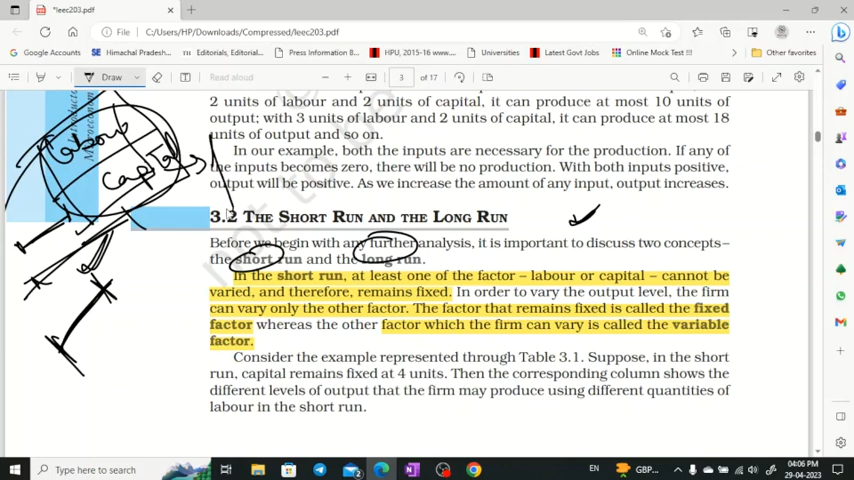 *leec203.pdf
File
C:/Users/HP/Downloads/Compressed/leec203.pdf
Google Accounts
Himachal Pradesh,...
Editorials, Editorial...
Press Information B...
HPU, 2015-16 www....
Universities
Latest Govt Jobs
Online Mock Test !!!
Other favorites
Draw
Read aloud
3
of 17
Labour
Capital
2 units of labour and 2 units of capital, it can produce at most 10 units of
output; with 3 units of labour and 2 units of capital, it can produce at most 18
units of output and so on.
In our example, both the inputs are necessary for the production. If any of
the inputs becomes zero, there will be no production. With both inputs positive,
output will be positive. As we increase the amount of any input, output increases.
3.2 THE SHORT RUN AND THE LONG RUN
Before we begin with any further analysis, it is important to discuss two concepts–
the short run and the long run.
In the short run, at least one of the factor – labour or capital – cannot be
varied, and therefore, remains fixed. In order to vary the output level, the firm
can vary only the other factor. The factor that remains fixed is called the fixed
factor whereas the other factor which the firm can vary is called the variable
factor.
Consider the example represented through Table 3.1. Suppose, in the short
run, capital remains fixed at 4 units. Then the corresponding column shows the
different levels of output that the firm may produce using different quantities of
labour in the short run.
not to be
Type here to search
2
EN
GBP...
04:06 PM
29-04-2023